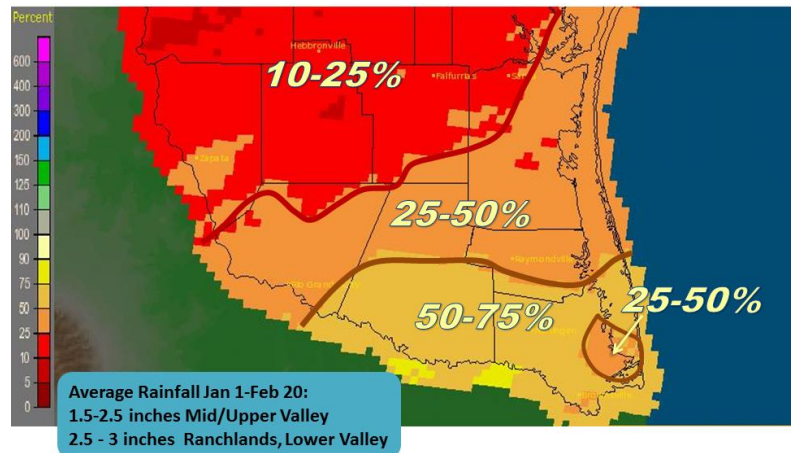 Percent
600
400
300
200
150
125
110
100
90
75
50
25
10
5
0
Hebbronville
10-25%
Falfurrias
Zapata
25-50%
Raymondville
Rio Grande
25-50%
50-75%
Average Rainfall Jan 1-Feb 20:
1.5-2.5 inches Mid/Upper Valley
2.5 - 3 inches Ranchlands, Lower Valley